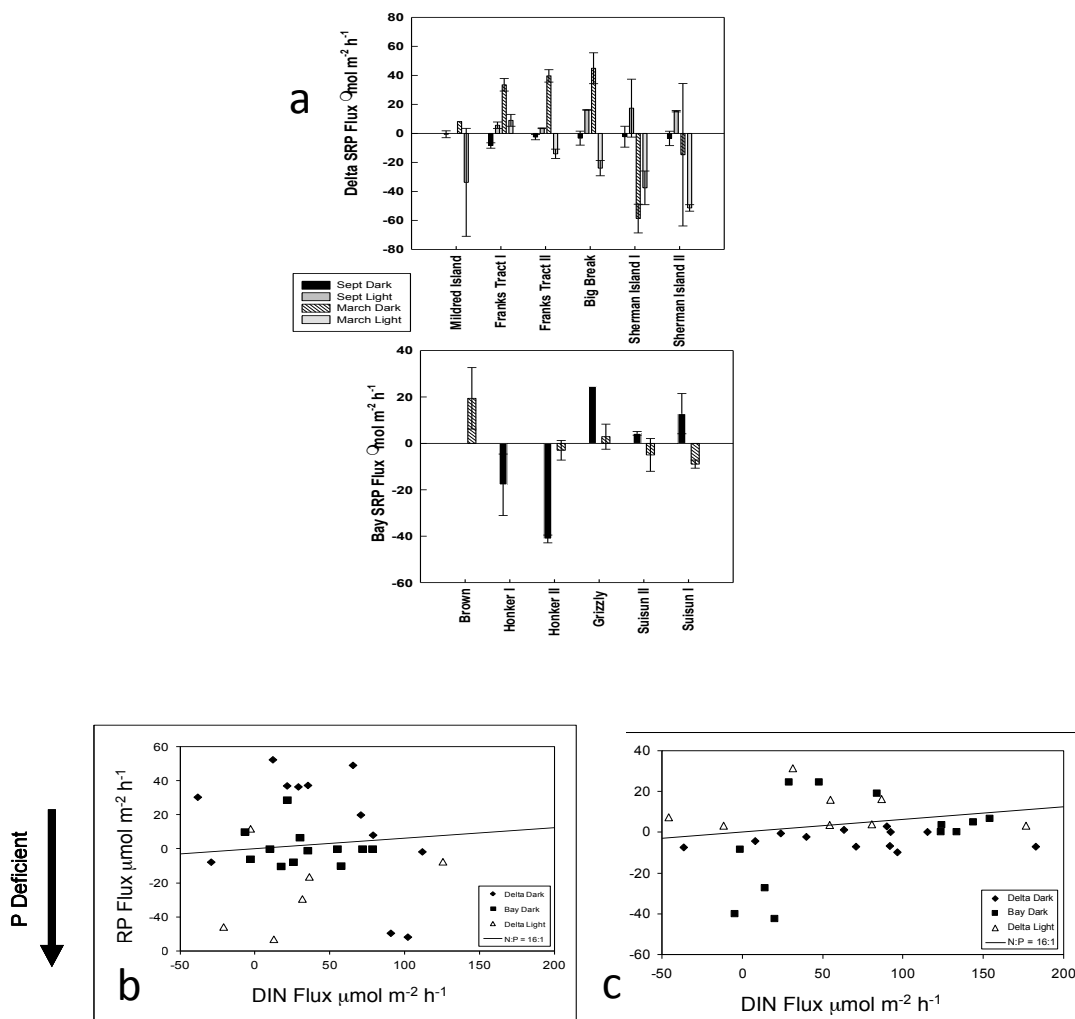 a
Delta SRP Flux mol m-2 h-1
80
60
40
20
0
-20
-40
-60
-80
Mildred Island
Franks Tract I
Franks Tract II
Big Break
Sherman Island I
Sherman Island II
Sept Dark
Sept Light
March Dark
March Light
Bay SRP Flux mol m-2 h-1
40
20
0
-20
-40
-60
Brown
Honker I
Honker II
Grizzly
Suisun II
Suisun I
P Deficient
RP Flux μmol m-2 h-1
60
40
20
0
-20
-40
0
-50 0 50 100 150 200
Delta Dark
Bay Dark
Delta Light
N:P = 16:1
b
DIN Flux μmol m-2 h-1
40
20
0
-20
-40
-60
-50 0 50 100 150 200
Delta Dark
Bay Dark
Delta Light
N:P = 16:1
c
DIN Flux μmol m-2 h-1